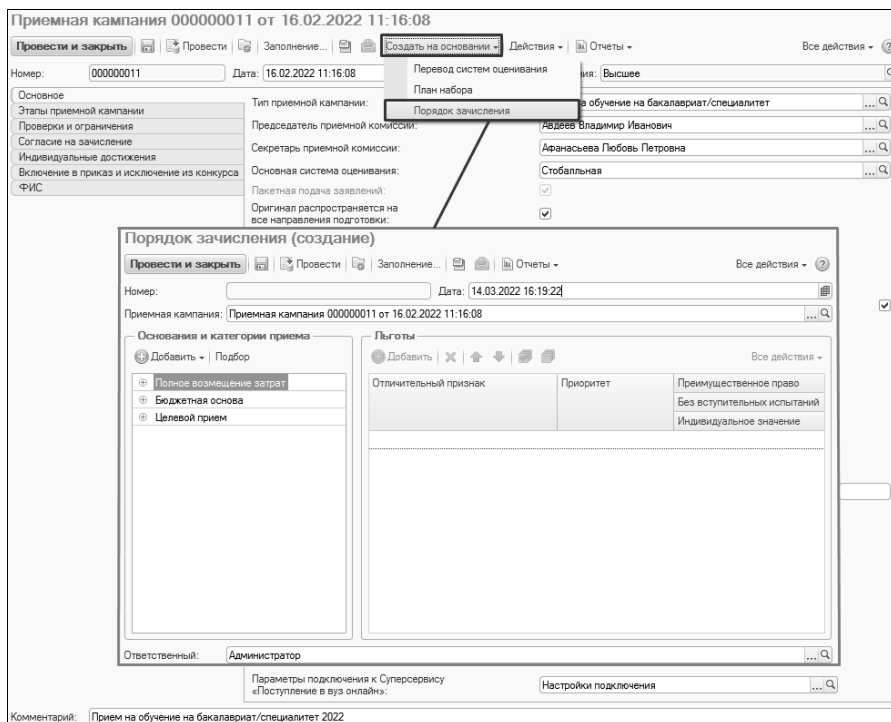 Приемная кампания 000000011 от 16.02.2022 11:16:08
Провести и закрыть Провести Заполнение... Создать на основании Действия Отчеты Все действия
Номер: 000000011 Дата: 16.02.2022 11:16:08 Высшее
Перевод систем оценивания
План набора
Порядок зачисления
Основное
Этапы приемной кампании
Проверки и ограничения
Согласие на зачисление
Индивидуальные достижения
Включение в приказ и исключение из конкурса
ФИС
Тип приемной кампании: на обучение на бакалавриат/специалитет
Председатель приемной комиссии: Авдеев Владимир Иванович
Секретарь приемной комиссии: Афанасьева Любовь Петровна
Основная система оценивания: Стобалльная
Пакетная подача заявлений:
Оригинал распространяется на
все направления подготовки:
Порядок зачисления (создание)
Провести и закрыть Провести Заполнение... Отчеты Все действия
Номер: Дата: 14.03.2022 16:19:22
Приемная кампания: Приемная кампания 000000011 от 16.02.2022 11:16:08
Основания и категории приема
Добавить Подбор
Полное возмещение затрат
Бюджетная основа
Целевой прием
Льготы
Добавить Все действия
Отличительный признак Приоритет Преимущественное право
Без вступительных испытаний
Индивидуальное значение
Ответственный: Администратор
Параметры подключения к Суперсервису
«Поступление в вуз онлайн»: Настройки подключения
Комментарий: Прием на обучение на бакалавриат/специалитет 2022